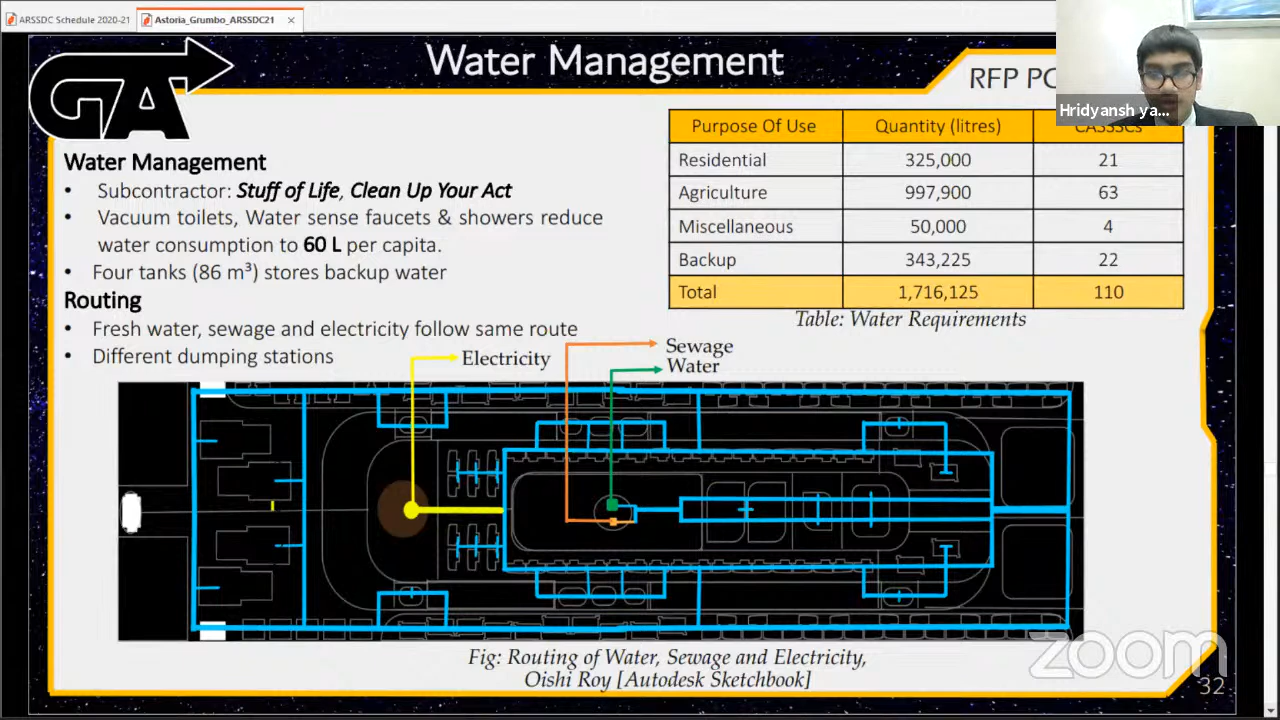 ARSSDC Schedule 2020-21
Astoria_Grumbo_ARSSDC21
GA
Water Management
RFP PO
Hridyansh ya...
Water Management
• Subcontractor: Stuff of Life, Clean Up Your Act
• Vacuum toilets, Water sense faucets & showers reduce
water consumption to 60 L per capita.
• Four tanks (86 m³) stores backup water
Routing
• Fresh water, sewage and electricity follow same route
• Different dumping stations
Purpose Of Use Quantity (litres) CASSSCs
Residential 325,000 21
Agriculture 997,900 63
Miscellaneous 50,000 4
Backup 343,225 22
Total 1,716,125 110
Table: Water Requirements
Electricity
Sewage
Water
Fig: Routing of Water, Sewage and Electricity,
Oishi Roy [Autodesk Sketchbook]
zoom
32